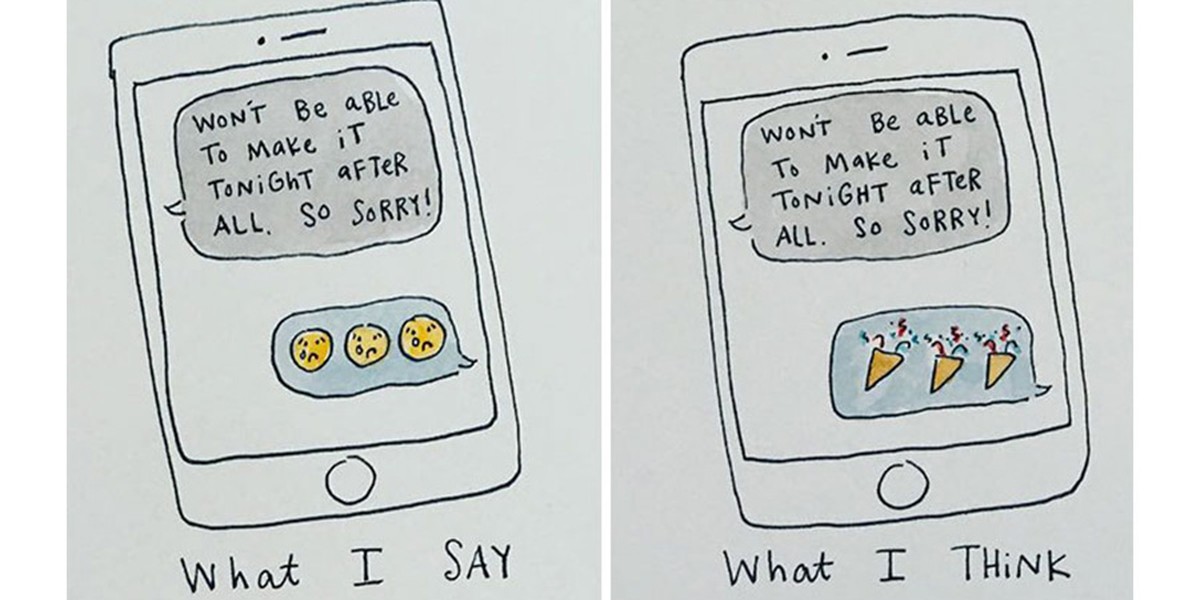 WON'T BE aBLe
To Make iT
ToNiGhT aFTeR
ALL. So SoRRY!
What I SAY
WON'T Be aBLe
To Make iT
TONiGHT aFTeR
ALL. So SoRRY!
What I THiNK